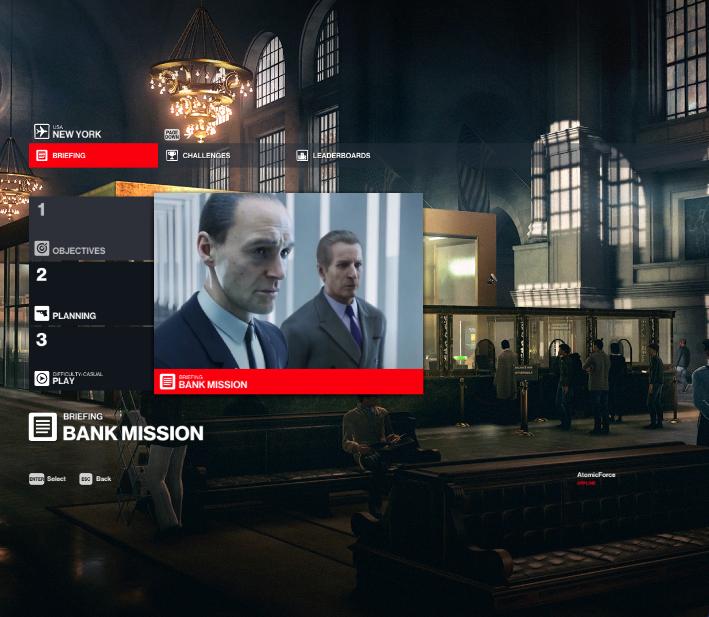 USA
NEW YORK
PAGE DOWN
BRIEFING
CHALLENGES
LEADERBOARDS
1
OBJECTIVES
2
PLANNING
3
DIFFICULTY: CASUAL
PLAY
BRIEFING
BANK MISSION
BRIEFING
BANK MISSION
ENTER Select
ESC Back
AtomicForce
OFFLINE